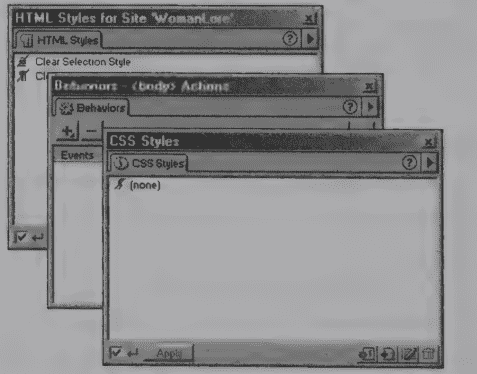 HTML Styles for Site 'WomanLore'
HTML Styles
Clear Selection Style
Cl
Behaviors - <body> Actions
Behaviors
Events
CSS Styles
CSS Styles
(none)
Apply